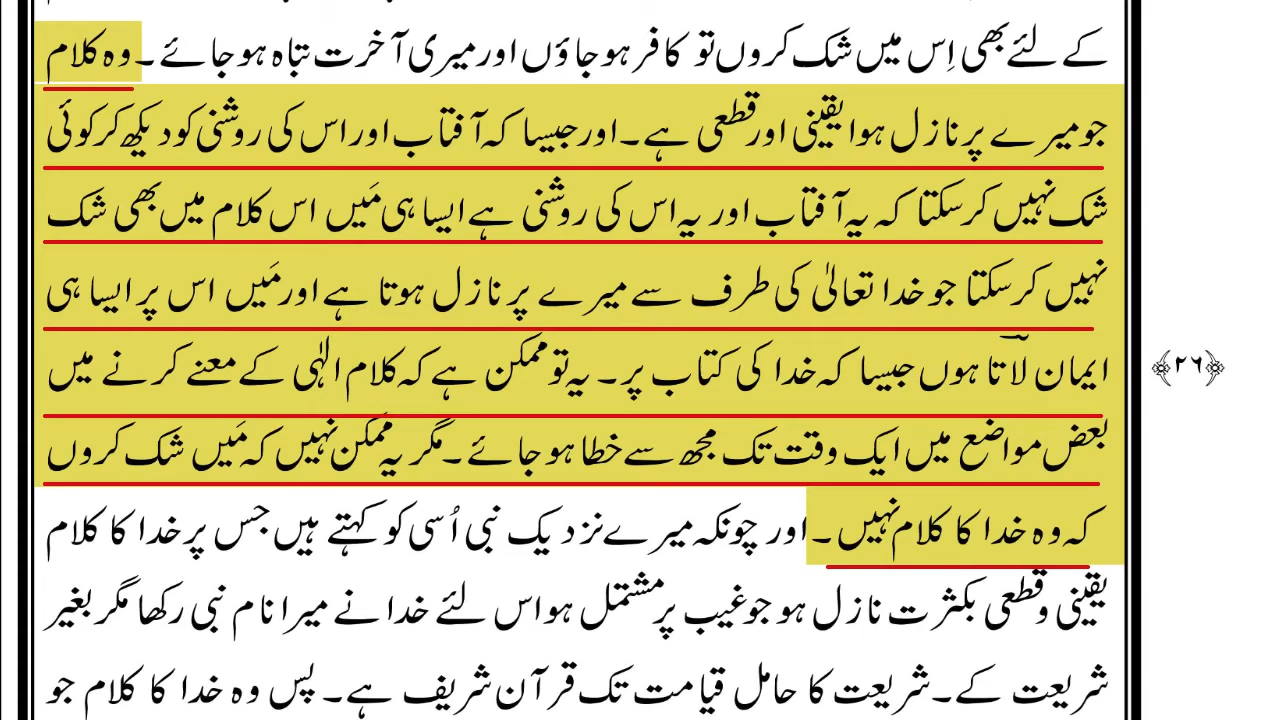 کے لئے بھی اِس میں شک کروں تو کافر ہو جاؤں اور میری آخرت تباہ ہو جائے۔ وہ کلام
جو میرے پر نازل ہوا یقینی اور قطعی ہے۔ اور جیسا کہ آفتاب اور اس کی روشنی کو دیکھ کر کوئی
شک نہیں کر سکتا کہ یہ آفتاب اور یہ اس کی روشنی ہے ایسا ہی مَیں اس کلام میں بھی شک
نہیں کر سکتا جو خدا تعالیٰ کی طرف سے میرے پر نازل ہوتا ہے اور مَیں اس پر ایسا ہی
ایمان لاتا ہوں جیسا کہ خدا کی کتاب پر۔ یہ تو ممکن ہے کہ کلام الٰہی کے معنے کرنے میں
﴿۲۶﴾
بعض مواضع میں ایک وقت تک مجھ سے خطا ہو جائے۔ مگر یہ ممکن نہیں کہ مَیں شک کروں
کہ وہ خدا کا کلام نہیں۔ اور چونکہ میرے نزدیک نبی اُسی کو کہتے ہیں جس پر خدا کا کلام
یقینی و قطعی بکثرت نازل ہو جو غیب پر مشتمل ہو اس لئے خدا نے میرا نام نبی رکھا مگر بغیر
شریعت کے۔ شریعت کا حامل قیامت تک قرآن شریف ہے۔ پس وہ خدا کا کلام جو